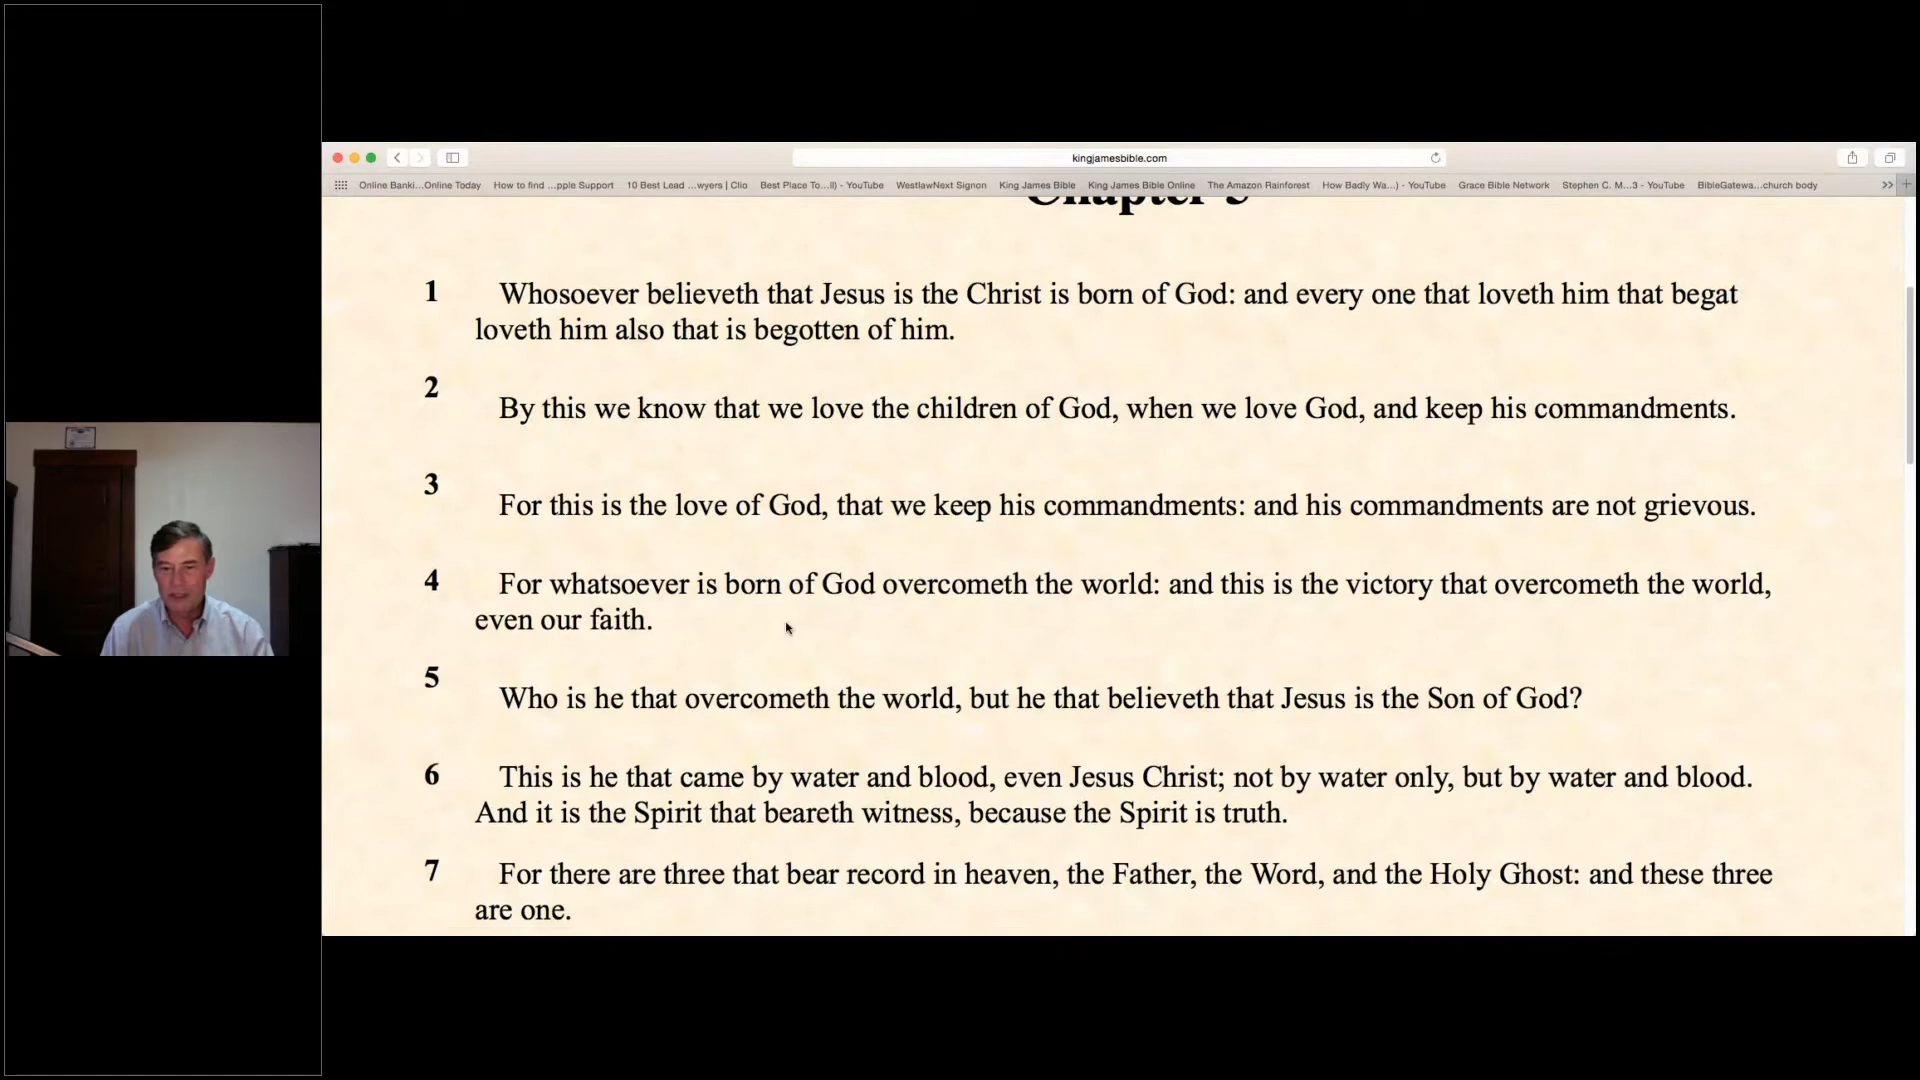 kingjamesbible.com
Online Banki...Online Today How to find ...pple Support 10 Best Lead ...wyers | Clio Best Place To...ll) - YouTube WestlawNext Signon King James Bible King James Bible Online The Amazon Rainforest How Badly Wa...) - YouTube Grace Bible Network Stephen C. M...3 - YouTube BibleGatewa...church body
Chapter 5
1 Whosoever believeth that Jesus is the Christ is born of God: and every one that loveth him that begat
loveth him also that is begotten of him.
2 By this we know that we love the children of God, when we love God, and keep his commandments.
3 For this is the love of God, that we keep his commandments: and his commandments are not grievous.
4 For whatsoever is born of God overcometh the world: and this is the victory that overcometh the world,
even our faith.
5 Who is he that overcometh the world, but he that believeth that Jesus is the Son of God?
6 This is he that came by water and blood, even Jesus Christ; not by water only, but by water and blood.
And it is the Spirit that beareth witness, because the Spirit is truth.
7 For there are three that bear record in heaven, the Father, the Word, and the Holy Ghost: and these three
are one.